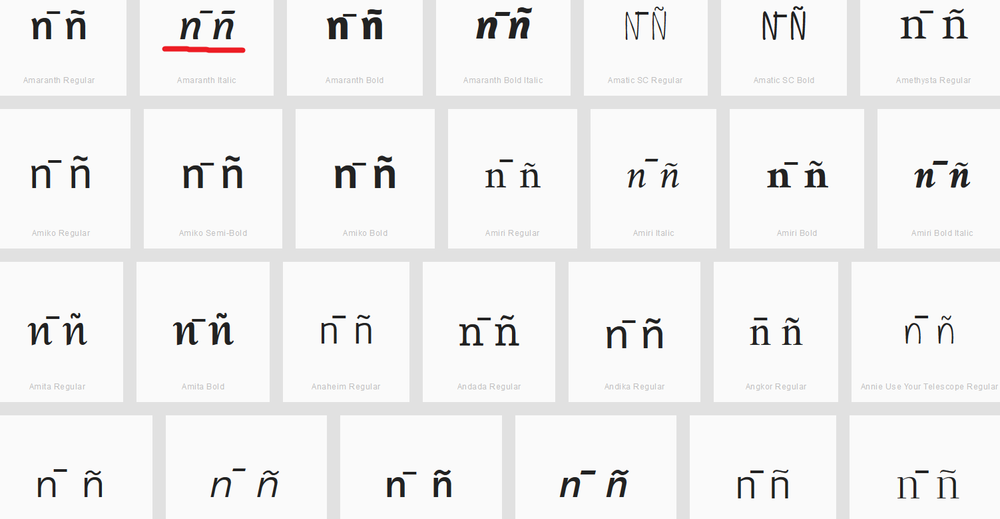 n¯ ñ n¯ n̄ n¯ ñ n¯ ñ N¯ Ñ N¯ Ñ n¯ ñ
Amaranth Regular Amaranth Italic Amaranth Bold Amaranth Bold Italic Amatic SC Regular Amatic SC Bold Amethysta Regular
n¯ ñ n¯ ñ n¯ ñ n¯ ñ n¯ ñ n¯ ñ n¯ ñ
Amiko Regular Amiko Semi-Bold Amiko Bold Amiri Regular Amiri Italic Amiri Bold Amiri Bold Italic
n¯ ñ n¯ ñ n¯ ñ n¯ ñ n¯ ñ n̄ ñ n¯ ñ
Amita Regular Amita Bold Anaheim Regular Andada Regular Andika Regular Angkor Regular Annie Use Your Telescope Regular
n¯ ñ n¯ ñ n¯ ñ n¯ ñ n¯ ñ n¯ ñ